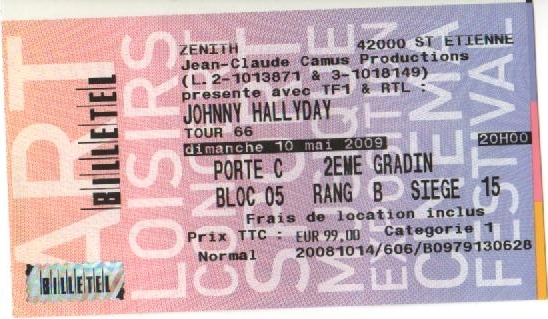 ZENITH 42000 ST ETIENNE
Jean-Claude Camus Productions
(L.2-1013871 & 3-1018149)
presente avec TF1 & RTL :
JOHNNY HALLYDAY
TOUR 66
dimanche 10 mai 2009 20H00
PORTE C 2EME GRADIN
BLOC 05 RANG B SIEGE 15
Frais de location inclus
Prix TTC : EUR 99,00 Categorie 1
Normal 20081014/606/B0979130628
BILLETEL
BILLETEL
ART
LOISIRS
CONCERT
EXPOSITION
CINEMA
FESTIVAL